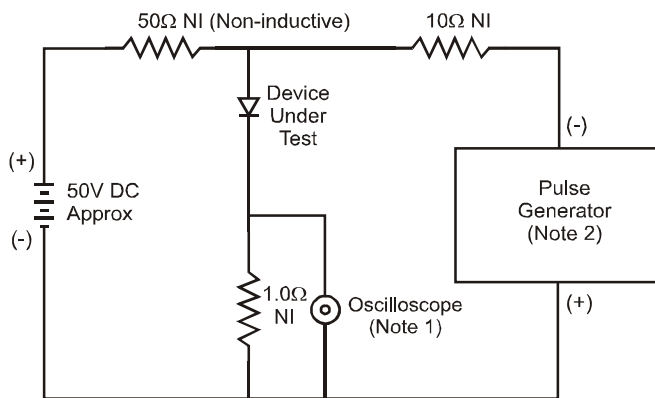 50Ω NI (Non-inductive)
10Ω NI
Device
Under
Test
(-)
(+)
50V DC
Approx
(-)
Pulse
Generator
(Note 2)
1.0Ω
NI
Oscilloscope
(Note 1)
(+)